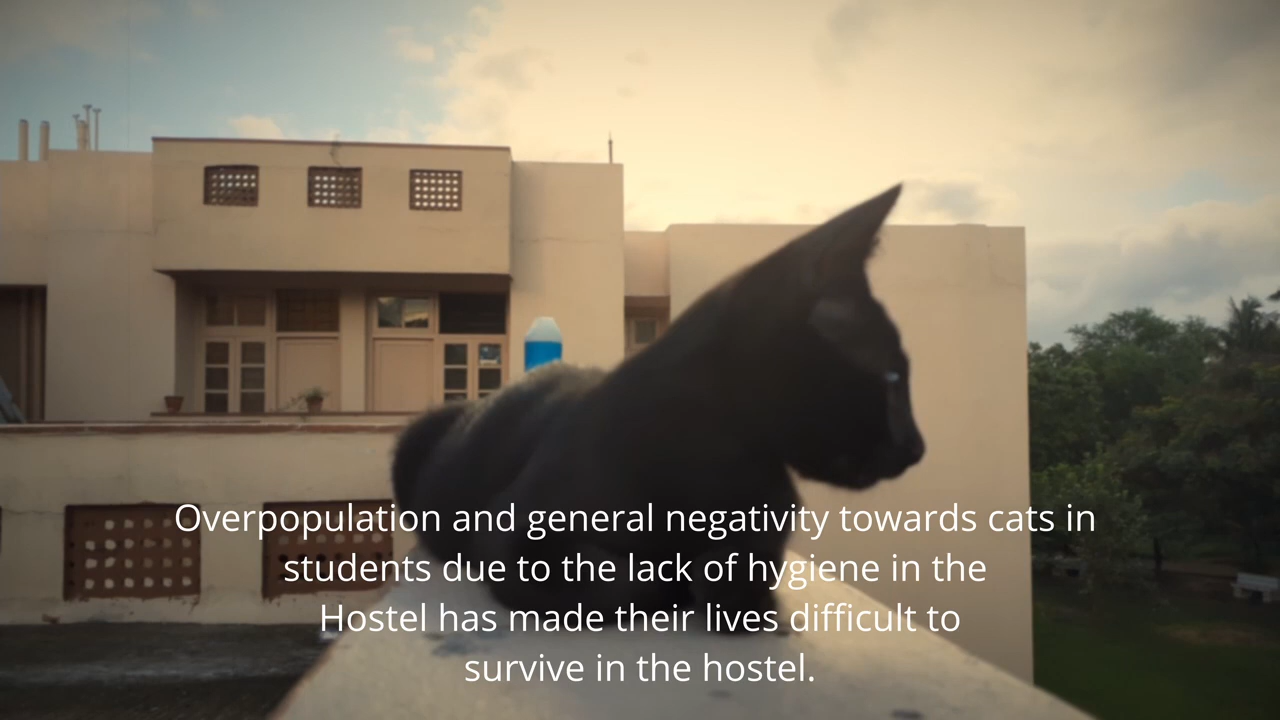 Overpopulation and general negativity towards cats in
students due to the lack of hygiene in the
Hostel has made their lives difficult to
survive in the hostel.